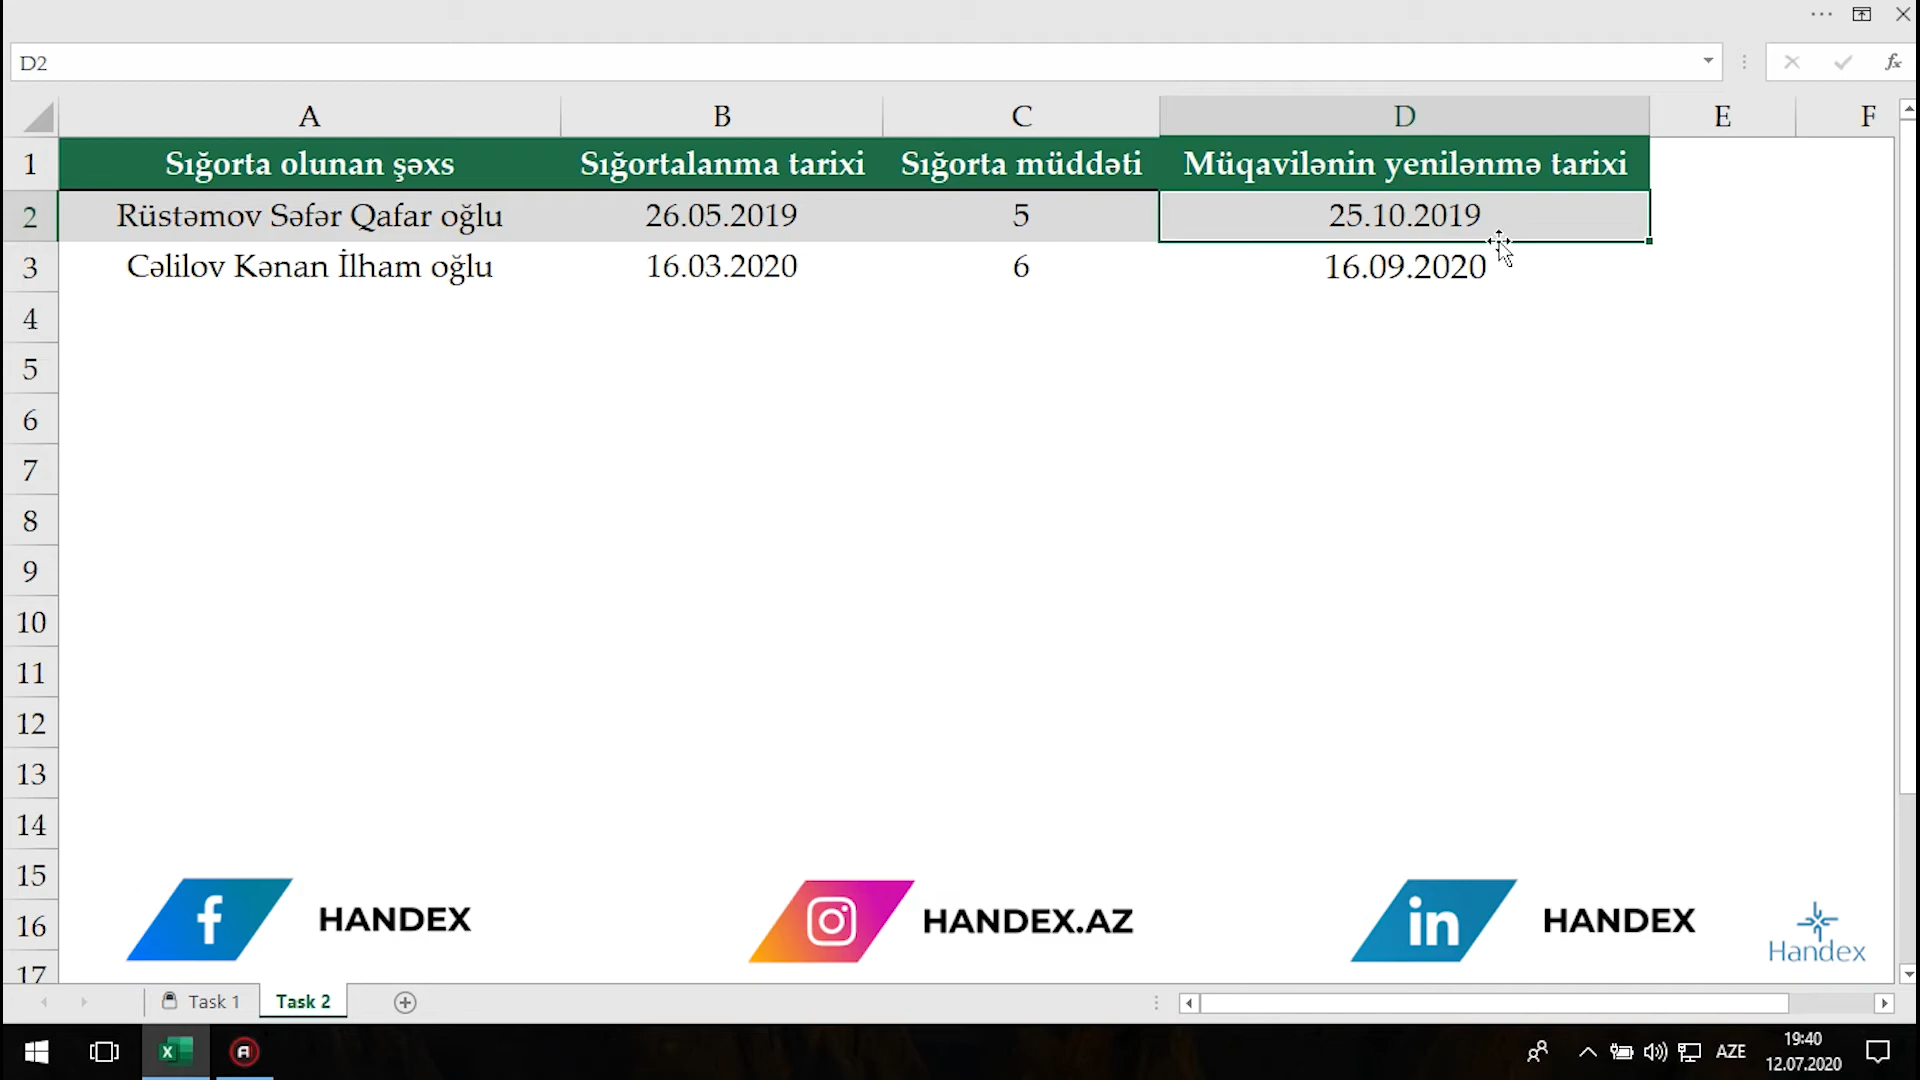 D2
fx
A B C D E F
1 Sığorta olunan şəxs Sığortalanma tarixi Sığorta müddəti Müqavilənin yenilənmə tarixi
2 Rüstəmov Səfər Qafar oğlu 26.05.2019 5 25.10.2019
3 Cəlilov Kənan İlham oğlu 16.03.2020 6 16.09.2020
4
5
6
7
8
9
10
11
12
13
14
15
16
17
HANDEX HANDEX.AZ HANDEX
Handex
Task 1 Task 2
AZE
19:40
12.07.2020